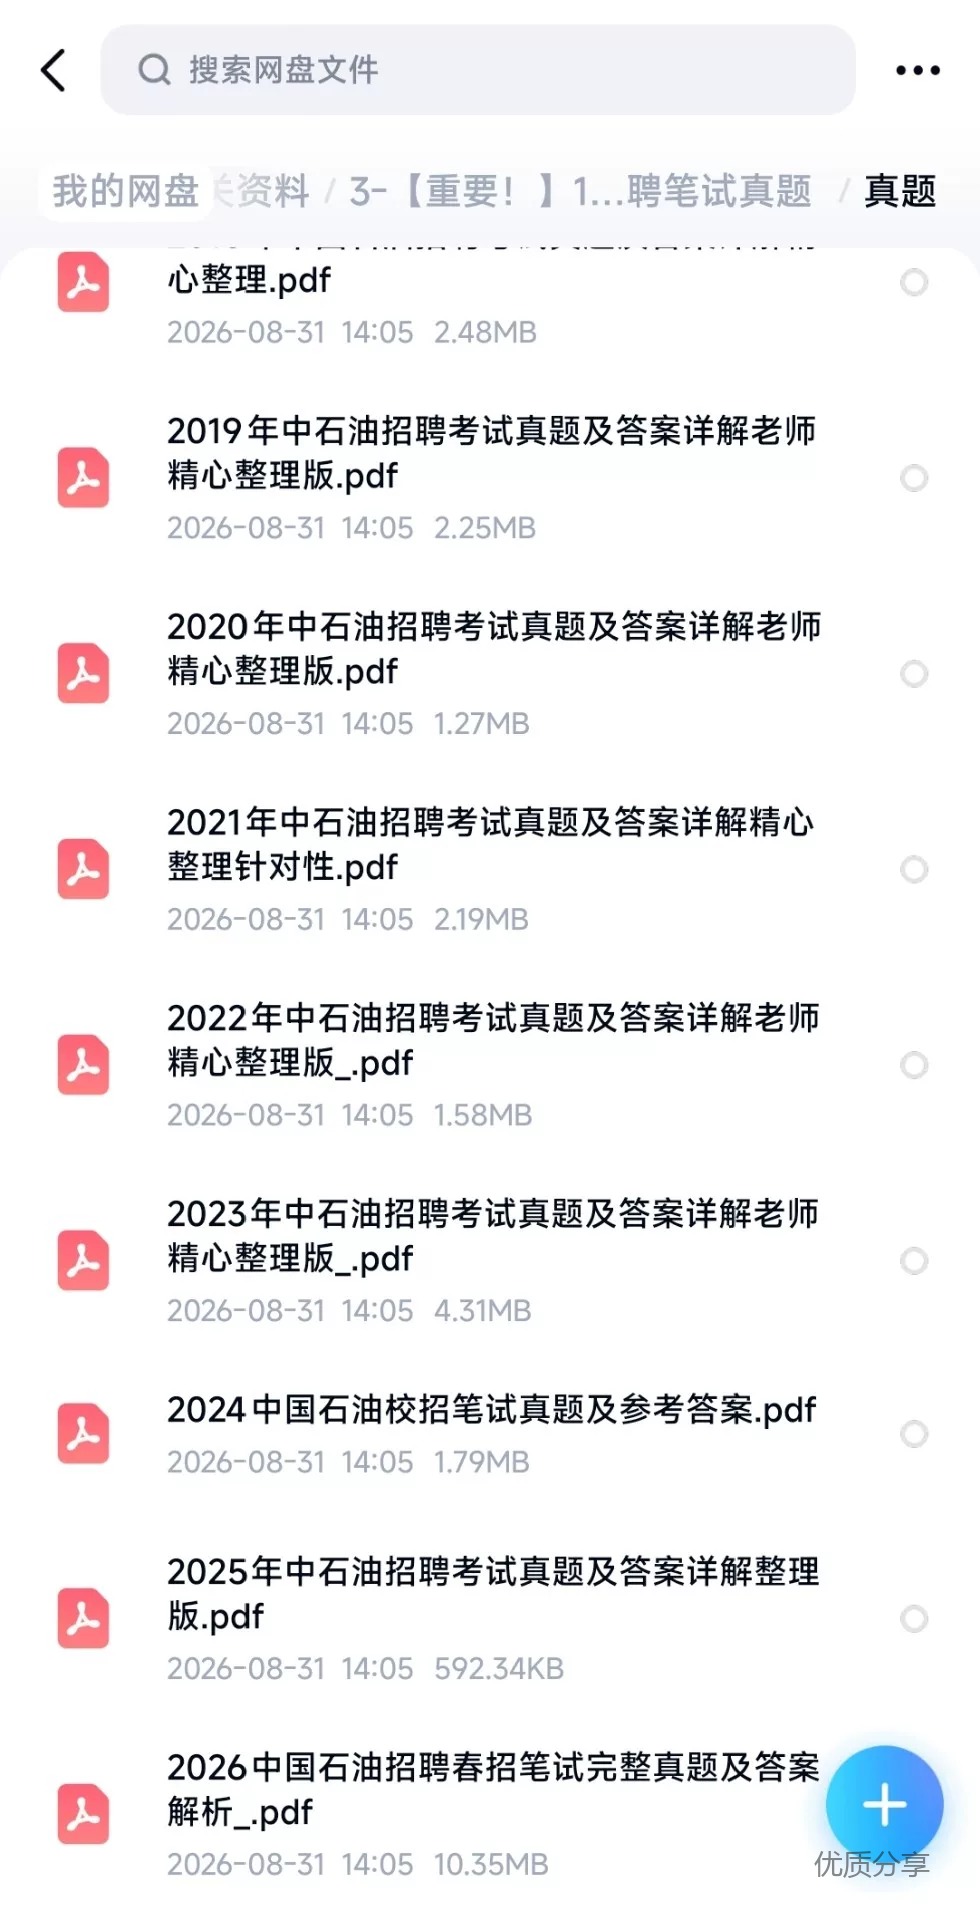 搜索网盘文件
我的网盘 关资料 / 3-【重要！】1...聘笔试真题 / 真题
心整理.pdf
2026-08-31 14:05 2.48MB
2019年中石油招聘考试真题及答案详解老师
精心整理版.pdf
2026-08-31 14:05 2.25MB
2020年中石油招聘考试真题及答案详解老师
精心整理版.pdf
2026-08-31 14:05 1.27MB
2021年中石油招聘考试真题及答案详解精心
整理针对性.pdf
2026-08-31 14:05 2.19MB
2022年中石油招聘考试真题及答案详解老师
精心整理版_.pdf
2026-08-31 14:05 1.58MB
2023年中石油招聘考试真题及答案详解老师
精心整理版_.pdf
2026-08-31 14:05 4.31MB
2024中国石油校招笔试真题及参考答案.pdf
2026-08-31 14:05 1.79MB
2025年中石油招聘考试真题及答案详解整理
版.pdf
2026-08-31 14:05 592.34KB
2026中国石油招聘春招笔试完整真题及答案
解析_.pdf
2026-08-31 14:05 10.35MB
优质分享